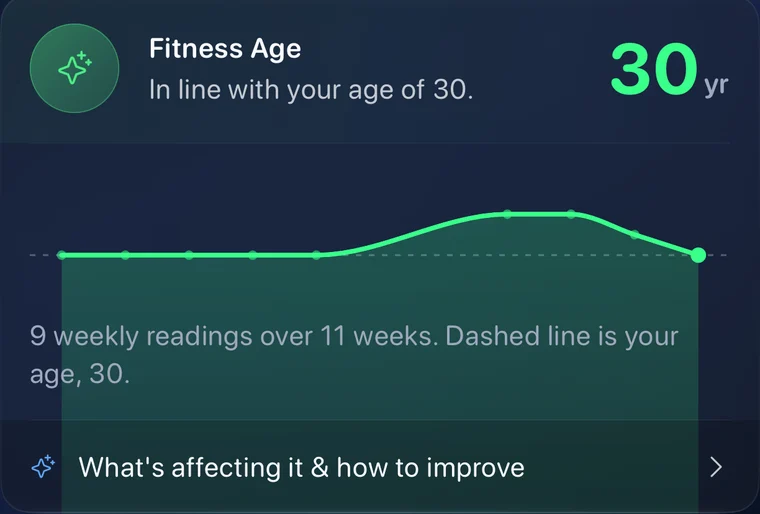 Fitness Age
In line with your age of 30.
30 yr
9 weekly readings over 11 weeks. Dashed line is your
age, 30.
What's affecting it & how to improve